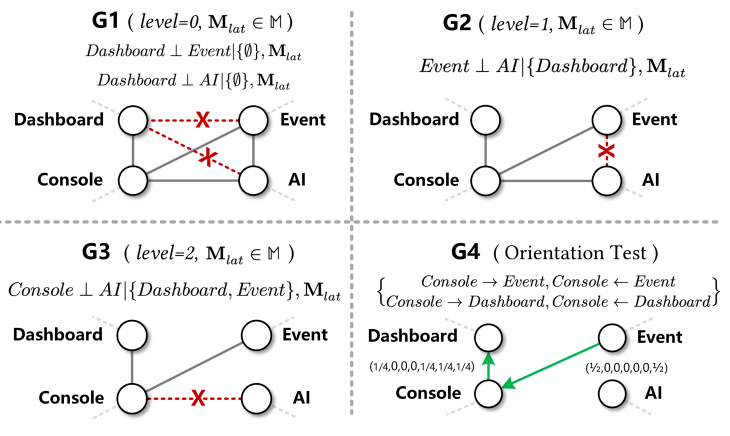 G1 ( level=0, M_lat ∈ 𝕄 )
Dashboard ⊥ Event|{∅}, M_lat
Dashboard ⊥ AI|{∅}, M_lat
Dashboard
X
Event
X
Console
AI
G2 ( level=1, M_lat ∈ 𝕄 )
Event ⊥ AI|{Dashboard}, M_lat
Dashboard
Event
X
Console
AI
G3 ( level=2, M_lat ∈ 𝕄 )
Console ⊥ AI|{Dashboard, Event}, M_lat
Dashboard
Event
Console
X
AI
G4 ( Orientation Test )
{ Console → Event, Console ← Event
Console → Dashboard, Console ← Dashboard }
Dashboard
Event
(1/4,0,0,0,1/4,1/4,1/4)
(½,0,0,0,0,0,½)
Console
AI